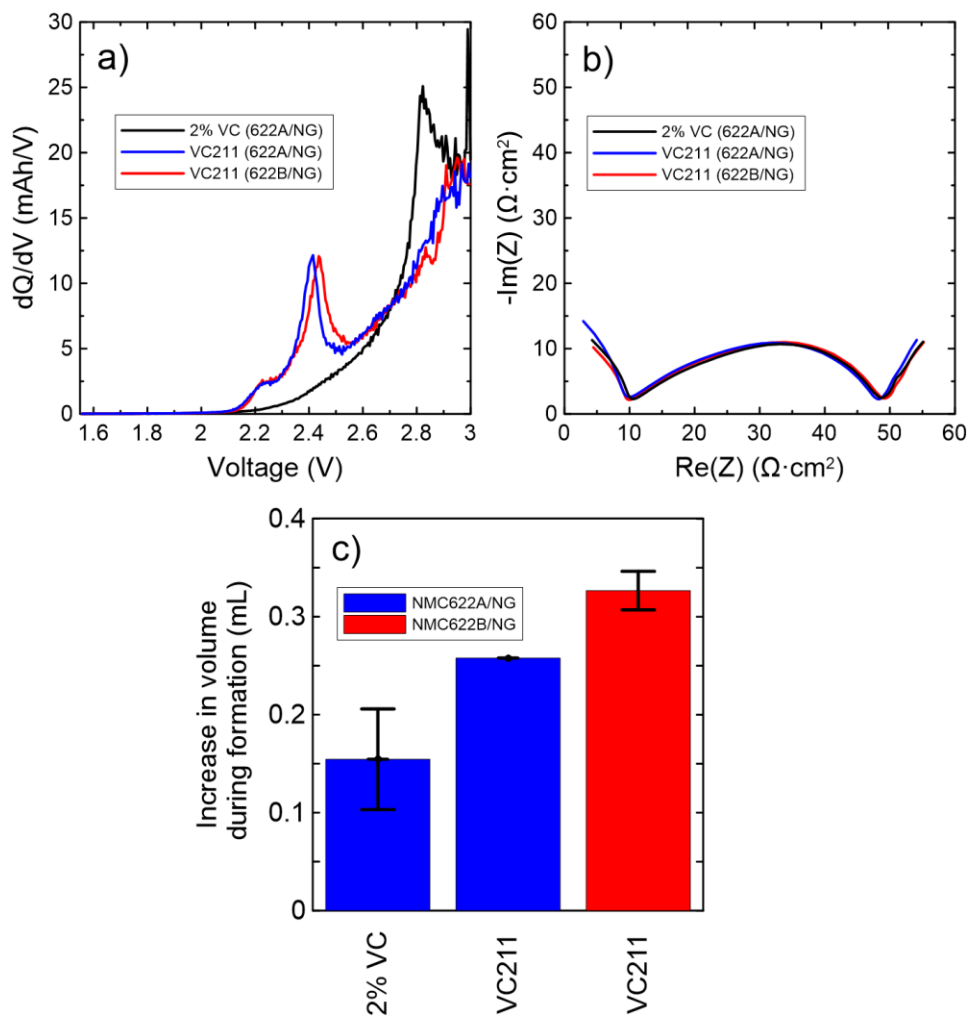 a)
dQ/dV (mAh/V)
30
25
20
15
10
5
0
2% VC (622A/NG)
VC211 (622A/NG)
VC211 (622B/NG)
1.6
1.8
2
2.2
2.4
2.6
2.8
3
Voltage (V)
b)
-Im(Z) (Ω·cm²)
60
50
40
30
20
10
0
2% VC (622A/NG)
VC211 (622A/NG)
VC211 (622B/NG)
0
10
20
30
40
50
60
Re(Z) (Ω·cm²)
c)
Increase in volume
during formation (mL)
0.4
0.3
0.2
0.1
0
NMC622A/NG
NMC622B/NG
2% VC
VC211
VC211